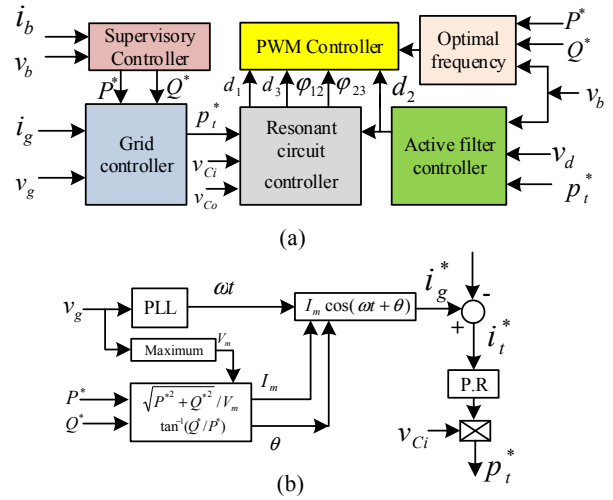 i_b
v_b
Supervisory
Controller
PWM Controller
Optimal
frequency
P^*
Q^*
P^* Q^*
d_1 d_3 φ_12 φ_23 d_2
v_b
i_g
v_g
Grid
controller
p_t^*
v_Ci
v_Co
Resonant
circuit
controller
Active filter
controller
v_d
p_t^*
(a)
v_g
PLL
ωt
I_m cos(ωt + θ)
i_g^*
-
+
i_t^*
Maximum
V_m
P^*
Q^*
√P^*2 + Q^*2 / V_m
tan^-1(Q^*/P^*)
I_m
θ
P.R
v_Ci
p_t^*
(b)